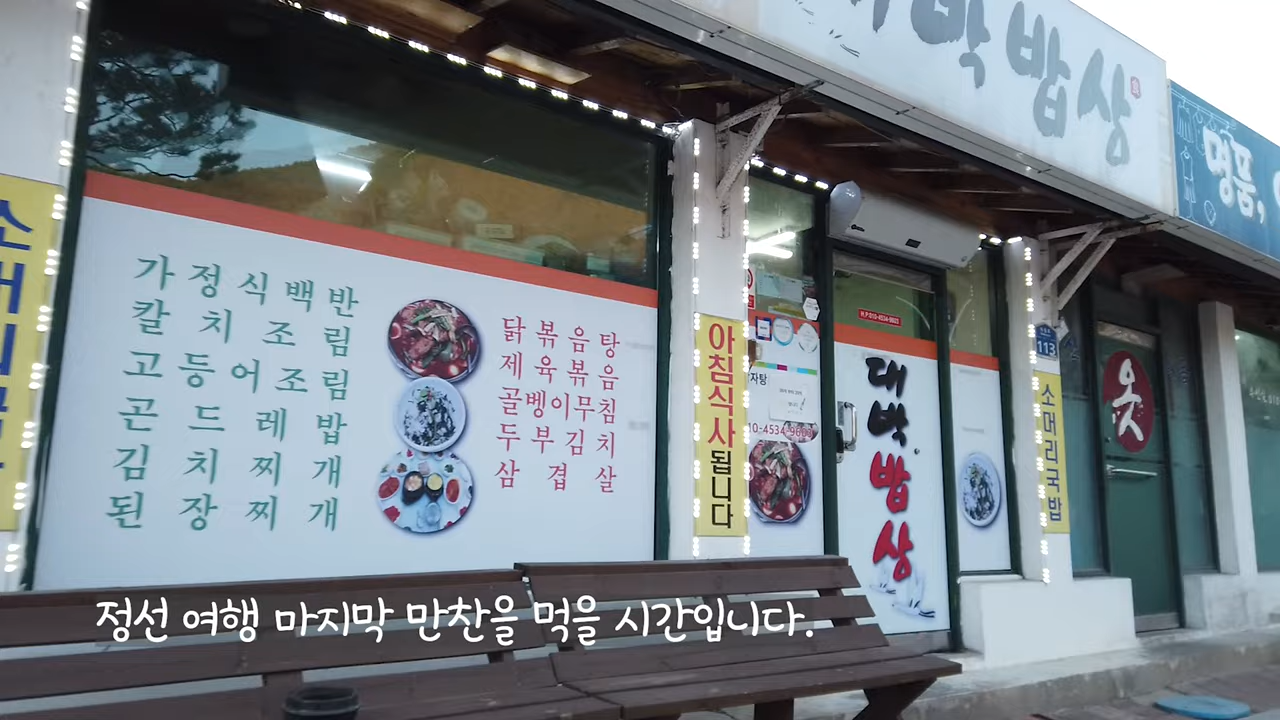 박밥상
명품,
가정식백반
칼치조림
고등어조림
곤드레밥
김치찌개
된장찌개
닭볶음탕
제육볶음
골벵이무침
두부김치
삼겹살
아침식사됩니다
대박밥상
113
소머리국밥
옷
정선 여행 마지막 만찬을 먹을 시간입니다.